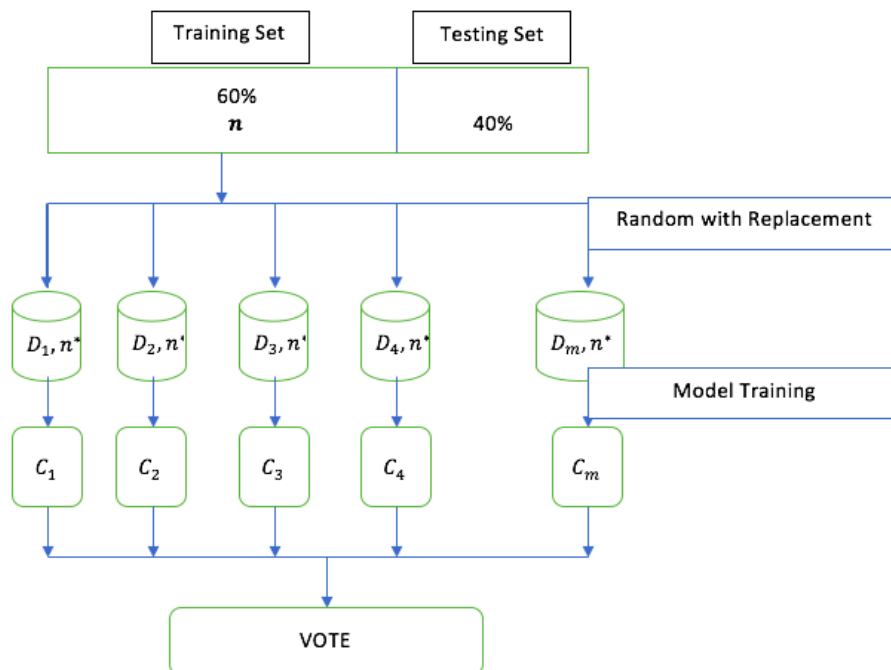 Training Set
Testing Set
60%
n
40%
Random with Replacement
D₁, n*
D₂, n*
D₃, n*
D₄, n*
Dₘ, n*
Model Training
C₁
C₂
C₃
C₄
Cₘ
VOTE